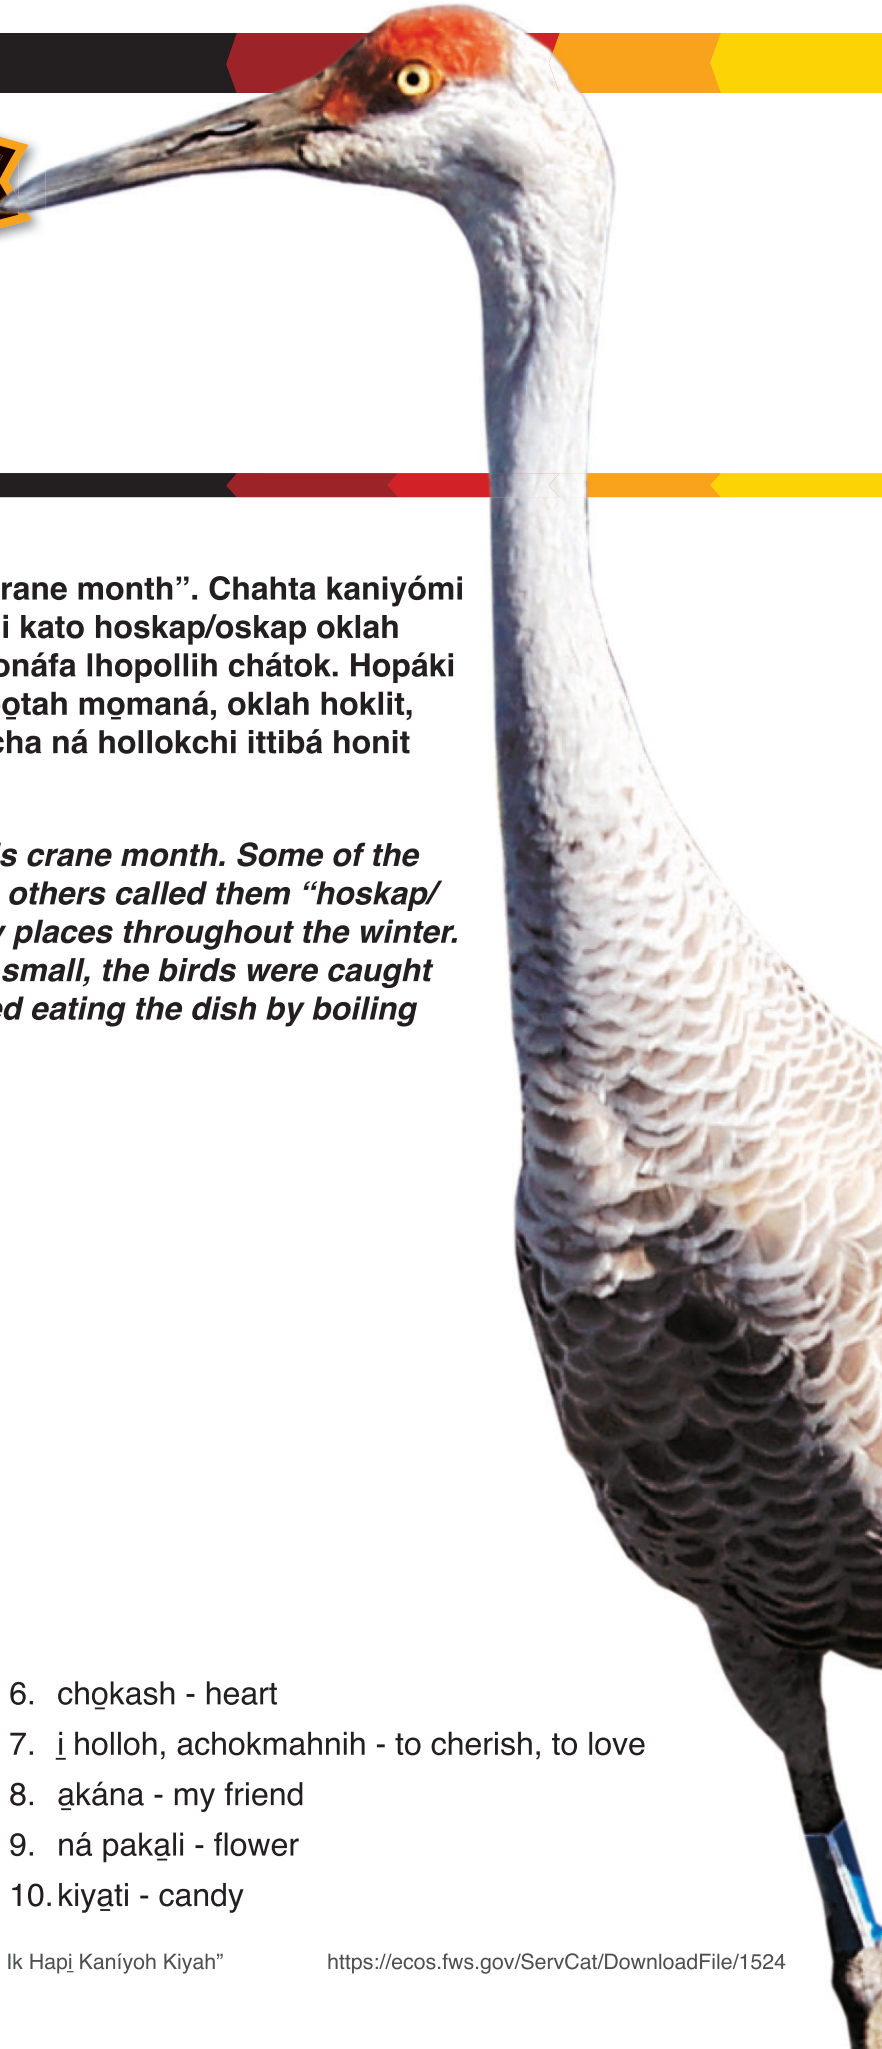 rane month”. Chahta kaniyómi
i kato hoskap/oskap oklah
onáfa lhopollih chátok. Hopáki
o̱tah mo̱maná, oklah hoklit,
cha ná hollokchi ittibá honit
s crane month. Some of the
others called them “hoskap/
y places throughout the winter.
small, the birds were caught
ed eating the dish by boiling
6. cho̱kash - heart
7. i̱ holloh, achokmahnih - to cherish, to love
8. a̱kána - my friend
9. ná paka̱li - flower
10. kiya̱ti - candy
Ik Hapi̱ Kaníyoh Kiyah” https://ecos.fws.gov/ServCat/DownloadFile/1524